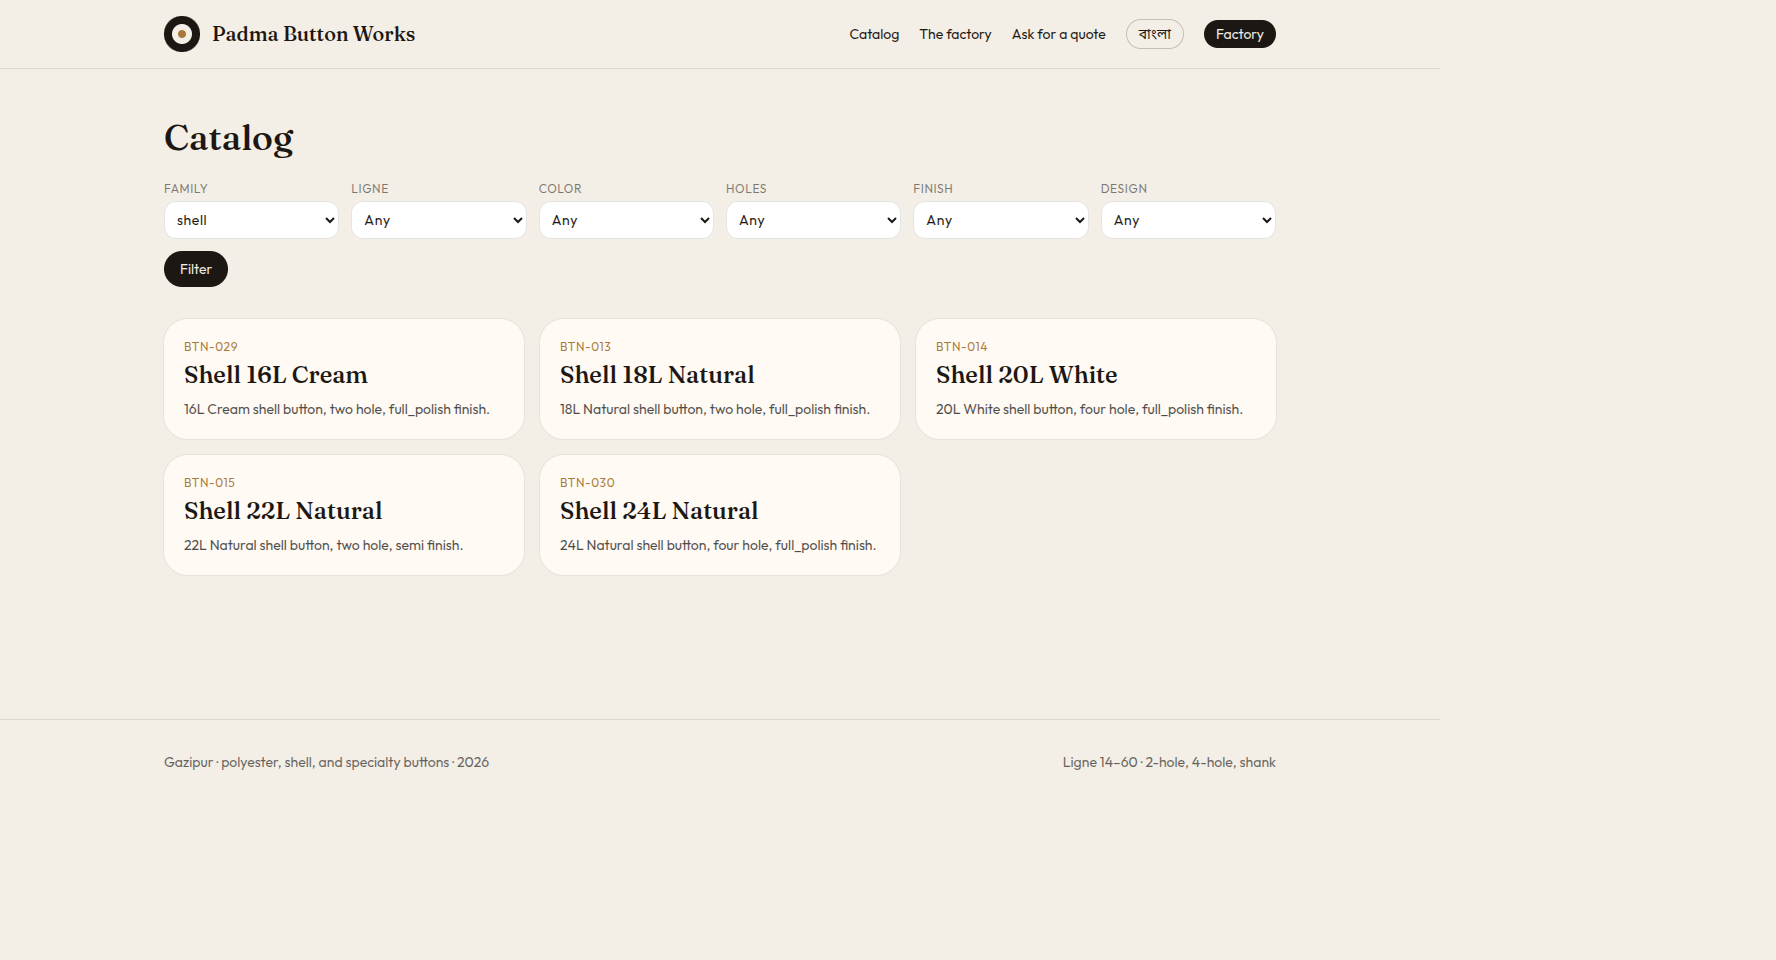 Padma Button Works
Catalog The factory Ask for a quote বাংলা Factory
Catalog
FAMILY LIGNE COLOR HOLES FINISH DESIGN
shell Any Any Any Any Any
Filter
BTN-029
Shell 16L Cream
16L Cream shell button, two hole, full_polish finish.
BTN-013
Shell 18L Natural
18L Natural shell button, two hole, full_polish finish.
BTN-014
Shell 20L White
20L White shell button, four hole, full_polish finish.
BTN-015
Shell 22L Natural
22L Natural shell button, two hole, semi finish.
BTN-030
Shell 24L Natural
24L Natural shell button, four hole, full_polish finish.
Gazipur · polyester, shell, and specialty buttons · 2026
Ligne 14–60 · 2-hole, 4-hole, shank